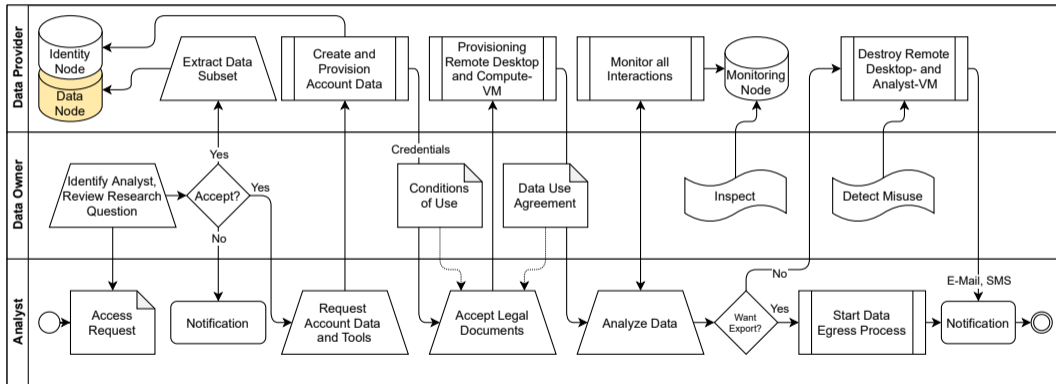 Data Provider
Identity
Node
Data
Node
Extract Data
Subset
Create and
Provision
Account Data
Provisioning
Remote Desktop
and Compute-
VM
Monitor all
Interactions
Monitoring
Node
Destroy Remote
Desktop- and
Analyst-VM
Data Owner
Identify Analyst,
Review Research
Question
Yes
Accept?
Yes
No
Credentials
Conditions
of Use
Data Use
Agreement
Inspect
Detect Misuse
Analyst
Access
Request
Notification
Request
Account Data
and Tools
Accept Legal
Documents
Analyze Data
Want
Export?
No
Yes
Start Data
Egress Process
E-Mail, SMS
Notification